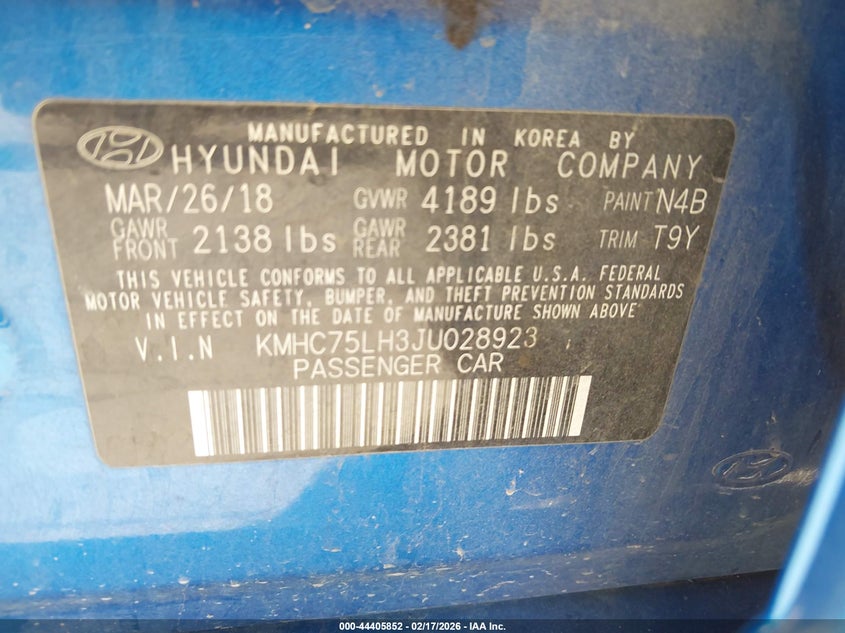 MANUFACTURED IN KOREA BY
HYUNDAI MOTOR COMPANY
MAR/26/18 GVWR 4189 lbs PAINT N4B
GAWR FRONT 2138 lbs GAWR REAR 2381 lbs TRIM T9Y
THIS VEHICLE CONFORMS TO ALL APPLICABLE U.S.A. FEDERAL
MOTOR VEHICLE SAFETY, BUMPER, AND THEFT PREVENTION STANDARDS
IN EFFECT ON THE DATE OF MANUFACTURE SHOWN ABOVE
V.I.N KMHC75LH3JU028923
PASSENGER CAR
000-44405852 - 02/17/2026 - IAA Inc.